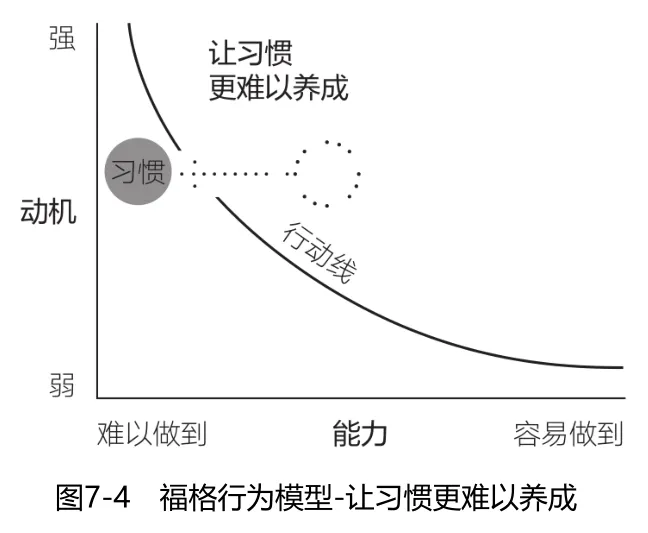 强
让习惯
更难以养成
习惯
动机
行动线
弱
难以做到 能力 容易做到
图7-4 福格行为模型-让习惯更难以养成